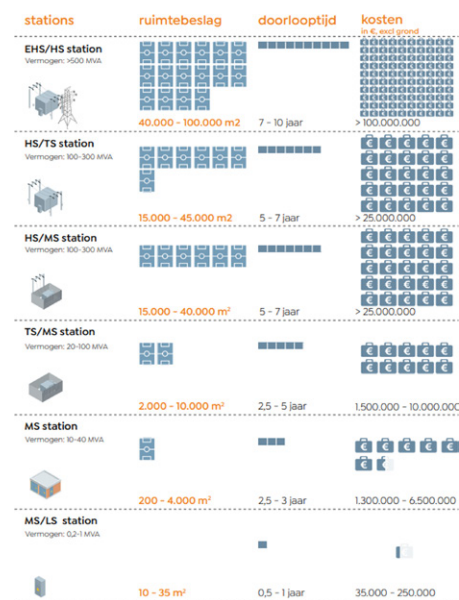 stations ruimtebeslag doorlooptijd kosten
in €, excl grond
EHS/HS station
Vermogen: >500 MVA
40.000 - 100.000 m2 7 - 10 jaar > 100.000.000
HS/TS station
Vermogen: 100-300 MVA
15.000 - 45.000 m2 5 - 7 jaar > 25.000.000
HS/MS station
Vermogen: 100-300 MVA
15.000 - 40.000 m² 5 - 7 jaar > 25.000.000
TS/MS station
Vermogen: 20-100 MVA
2.000 - 10.000 m² 2,5 - 5 jaar 1.500.000 - 10.000.000
MS station
Vermogen: 10-40 MVA
200 - 4.000 m² 2,5 - 3 jaar 1.300.000 - 6.500.000
MS/LS station
Vermogen: 0,2-1 MVA
10 - 35 m² 0,5 - 1 jaar 35.000 - 250.000